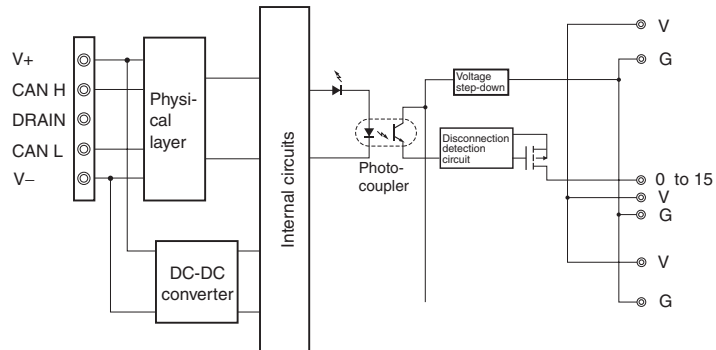 V+
CAN H
DRAIN
CAN L
V−
Physi-
cal
layer
DC-DC
converter
Internal circuits
Photo-
coupler
Voltage
step-down
Disconnection
detection
circuit
V
G
0 to 15
V
G
V
G